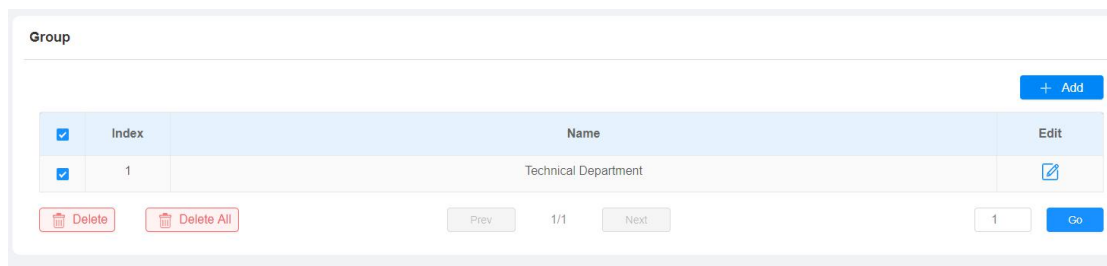 Group
+ Add
Index Name Edit
1 Technical Department
Delete Delete All Prev 1/1 Next 1 Go